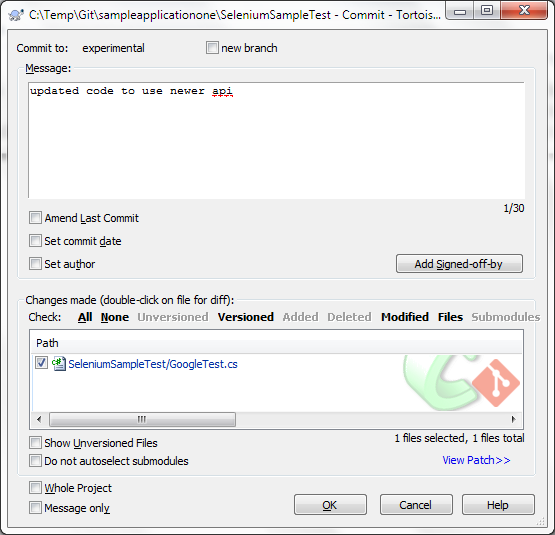 C:\Temp\Git\sampleapplicationone\SeleniumSampleTest - Commit - Tortois...
Commit to: experimental new branch
Message:
updated code to use newer api
1/30
Amend Last Commit
Set commit date
Set author
Add Signed-off-by
Changes made (double-click on file for diff):
Check: All None Unversioned Versioned Added Deleted Modified Files Submodules
Path
SeleniumSampleTest/GoogleTest.cs
Show Unversioned Files
1 files selected, 1 files total
Do not autoselect submodules
View Patch>>
Whole Project
Message only
OK Cancel Help